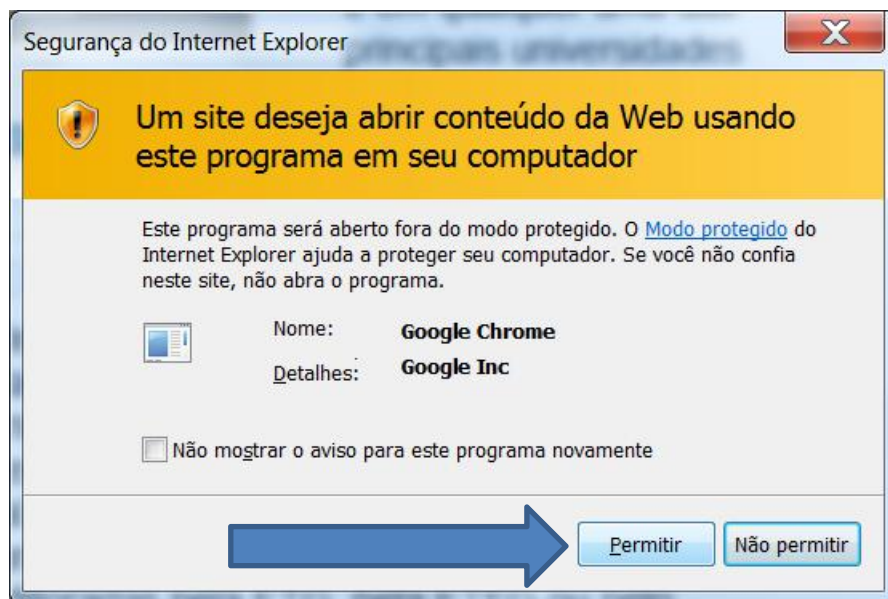 principais universidades
Segurança do Internet Explorer
Um site deseja abrir conteúdo da Web usando
este programa em seu computador
Este programa será aberto fora do modo protegido. O Modo protegido do
Internet Explorer ajuda a proteger seu computador. Se você não confia
neste site, não abra o programa.
Nome: Google Chrome
Detalhes: Google Inc
Não mostrar o aviso para este programa novamente
Permitir Não permitir